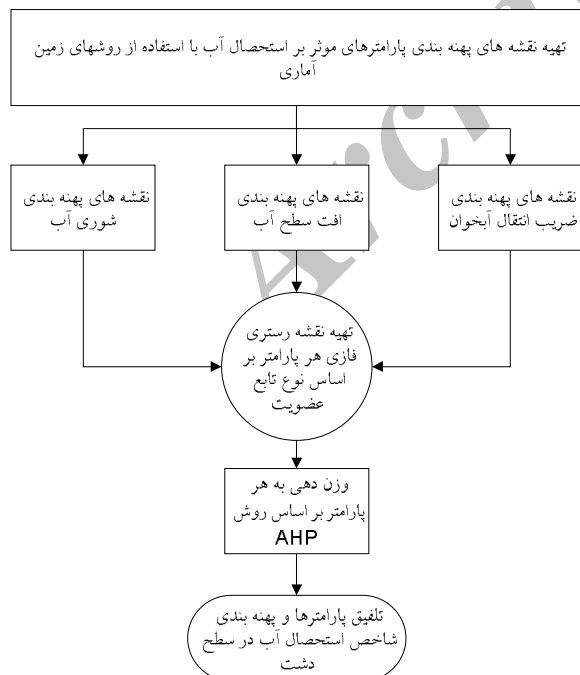 تهیه نقشه های پهنه بندی پارامترهای موثر بر استحصال آب با استفاده از روشهای زمین
آماری
نقشه های پهنه بندی
ضریب انتقال آبخوان
نقشه های پهنه بندی
افت سطح آب
نقشه های پهنه بندی
شوری آب
تهیه نقشه رستری
فازی هر پارامتر بر
اساس نوع تابع
عضویت
وزن دهی به هر
پارامتر بر اساس روش
AHP
تلفیق پارامترها و پهنه بندی
شاخص استحصال آب در سطح
دشت